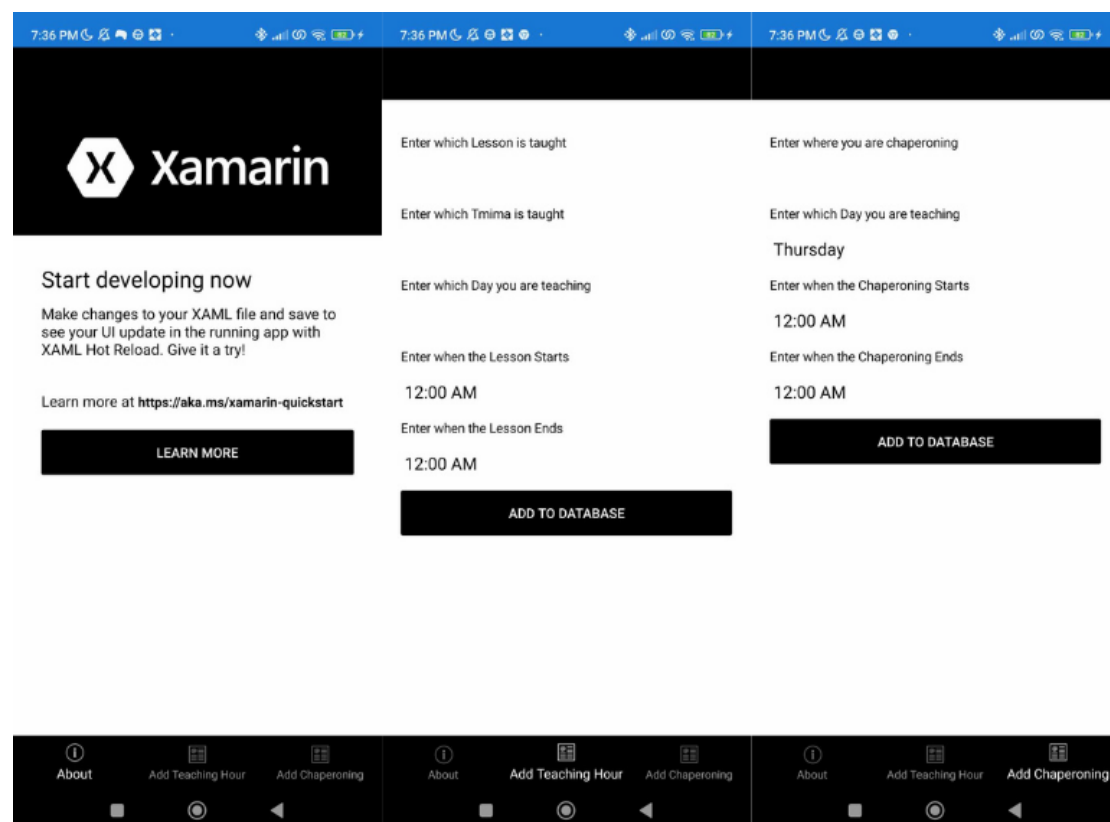 7:36 PM
Xamarin
Start developing now
Make changes to your XAML file and save to
see your UI update in the running app with
XAML Hot Reload. Give it a try!
Learn more at https://aka.ms/xamarin-quickstart
LEARN MORE
About
Add Teaching Hour
Add Chaperoning
7:36 PM
Enter which Lesson is taught
Enter which Tmima is taught
Enter which Day you are teaching
Enter when the Lesson Starts
12:00 AM
Enter when the Lesson Ends
12:00 AM
ADD TO DATABASE
About
Add Teaching Hour
Add Chaperoning
7:36 PM
Enter where you are chaperoning
Enter which Day you are teaching
Thursday
Enter when the Chaperoning Starts
12:00 AM
Enter when the Chaperoning Ends
12:00 AM
ADD TO DATABASE
About
Add Teaching Hour
Add Chaperoning